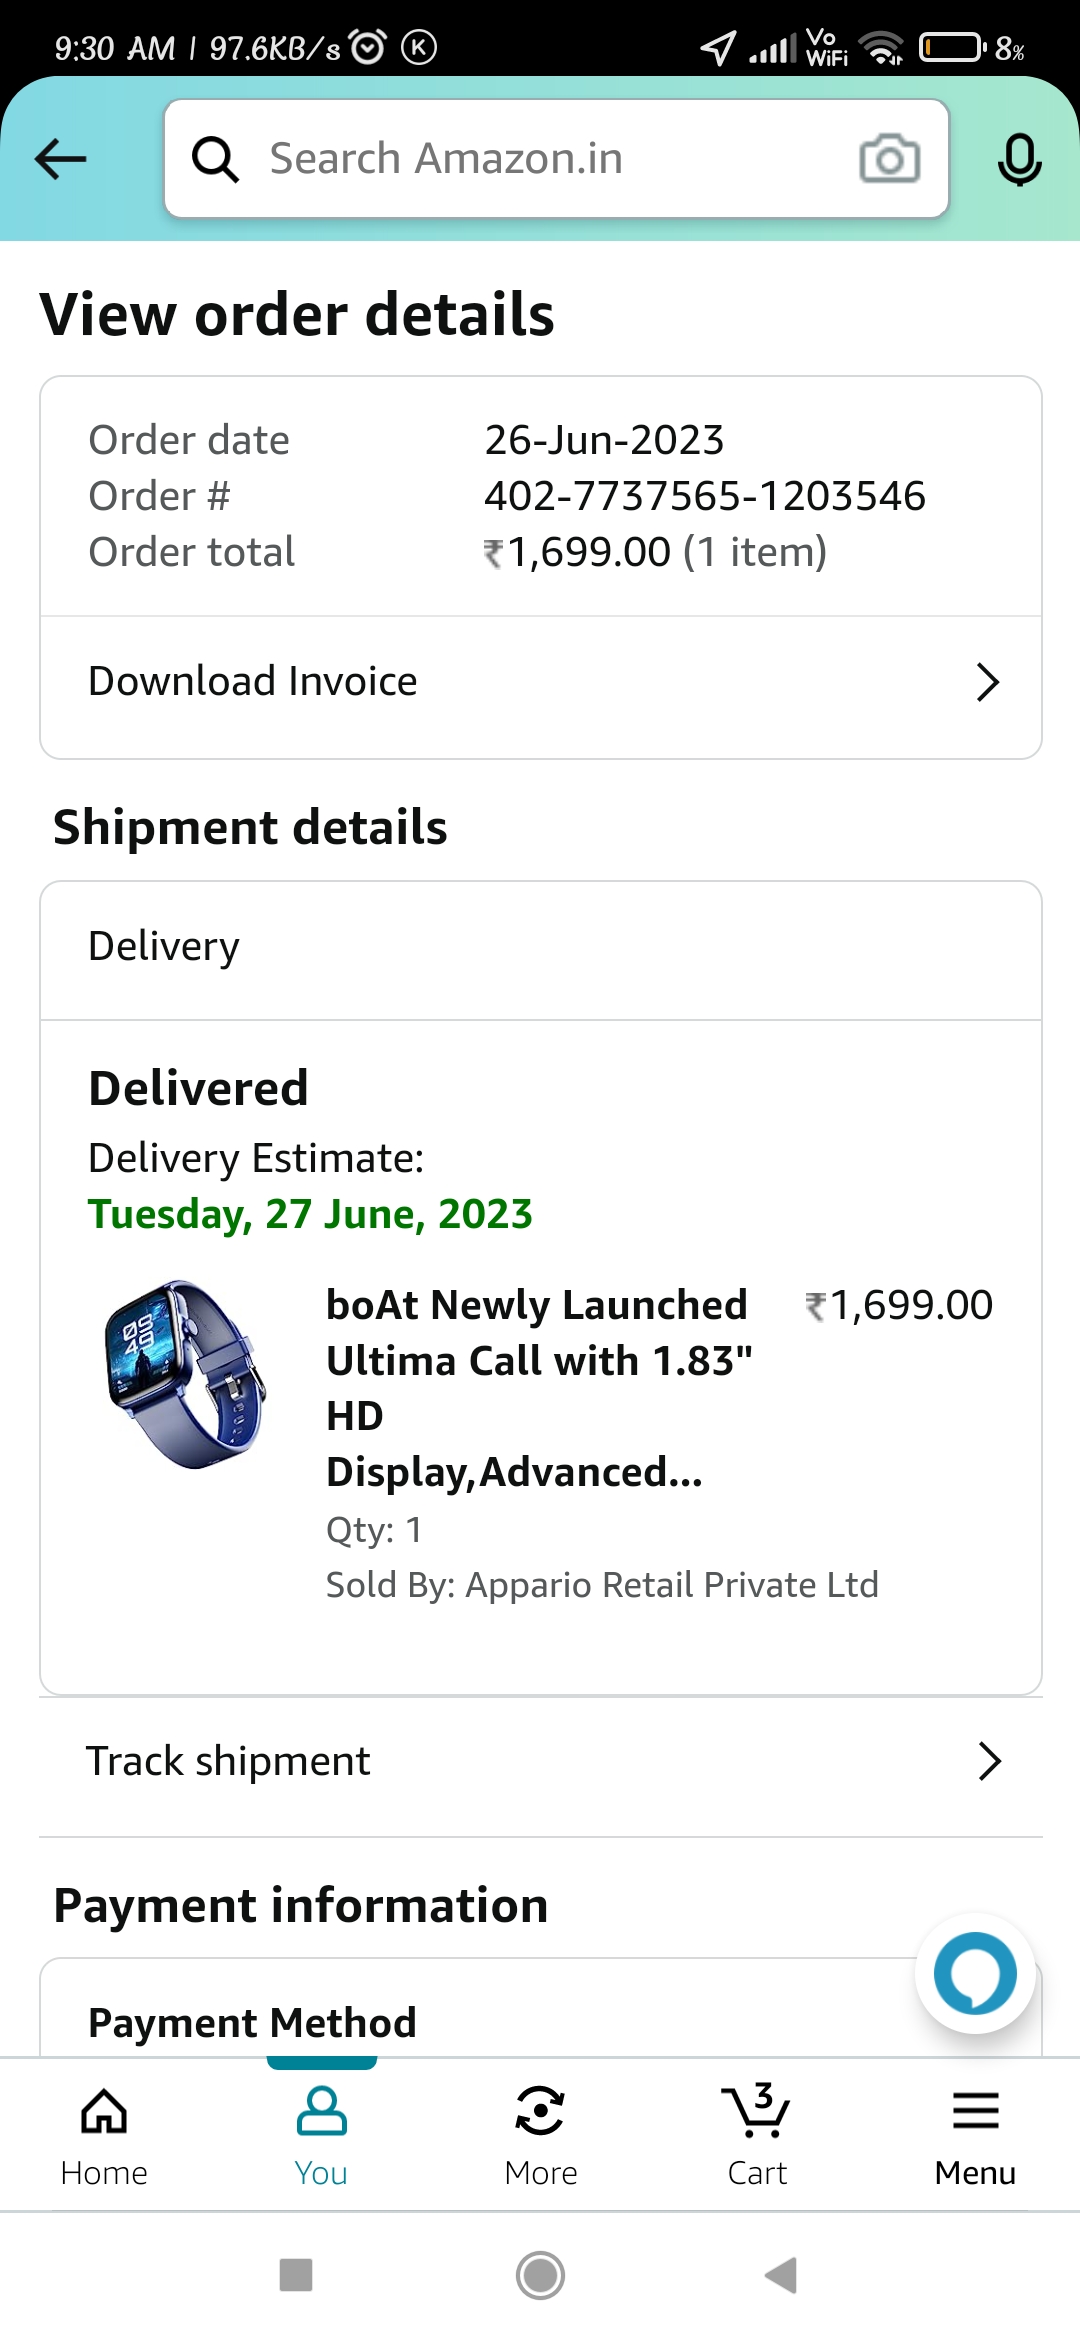 9:30 AM | 97.6KB/s K Vo WiFi 8%
Search Amazon.in
View order details
Order date 26-Jun-2023
Order # 402-7737565-1203546
Order total ₹1,699.00 (1 item)
Download Invoice
Shipment details
Delivery
Delivered
Delivery Estimate:
Tuesday, 27 June, 2023
boAt Newly Launched ₹1,699.00
Ultima Call with 1.83"
HD
Display,Advanced...
Qty: 1
Sold By: Appario Retail Private Ltd
09
49
Track shipment
Payment information
Payment Method
3
Home You More Cart Menu